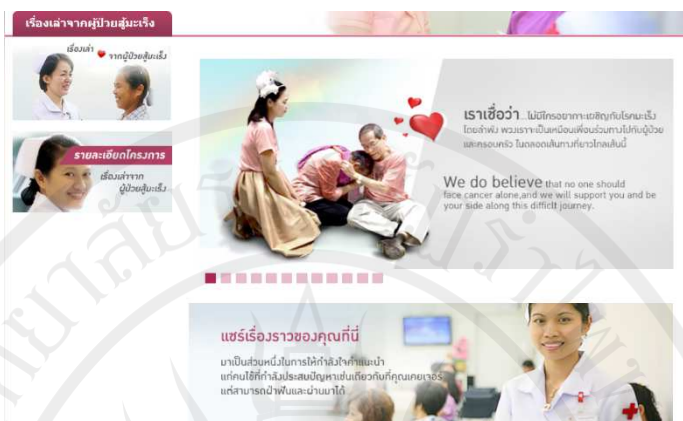 เรื่องเล่าจากผู้ป่วยสู้มะเร็ง
เรื่องเล่า
จากผู้ป่วยสู้มะเร็ง
รายละเอียดโครงการ
เรื่องเล่าจาก
ผู้ป่วยสู้มะเร็ง
เราเชื่อว่า...ไม่มีใครอยากจะเผชิญกับโรคมะเร็ง
โดยลำพัง พวกเราจะเป็นเหมือนเพื่อนร่วมทางไปกับผู้ป่วย
และครอบครัว ในตลอดเส้นทางที่ยาวไกลเส้นนี้
We do believe that no one should
face cancer alone,and we will support you and be
your side along this difficlt journey.
แชร์เรื่องราวของคุณที่นี่
มาเป็นส่วนหนึ่งในการให้กำลังใจคำแนะนำ
แก่คนไข้ที่กำลังประสบปัญหาเช่นเดียวกับที่คุณเคยเจอ
แต่สามารถฝ่าฟันและผ่านมาได้